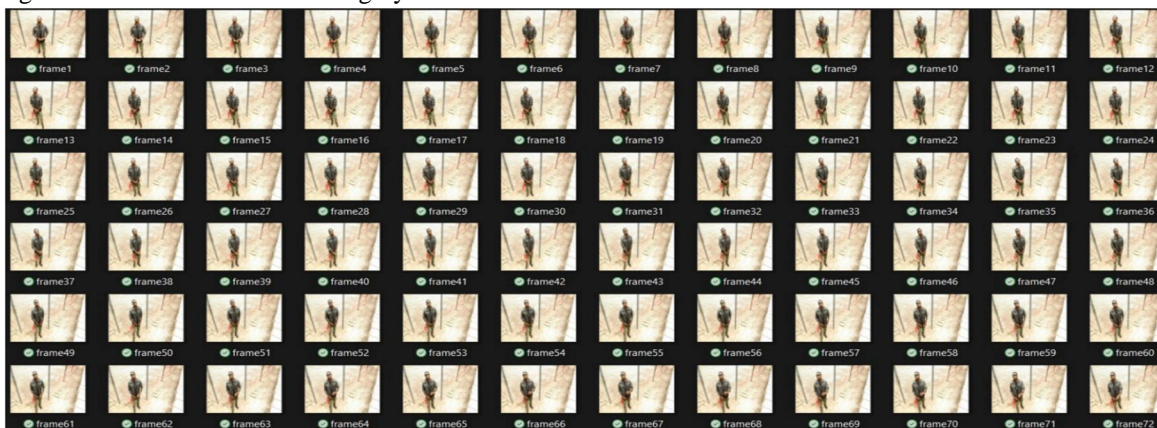 frame1 frame2 frame3 frame4 frame5 frame6 frame7 frame8 frame9 frame10 frame11 frame12
frame13 frame14 frame15 frame16 frame17 frame18 frame19 frame20 frame21 frame22 frame23 frame24
frame25 frame26 frame27 frame28 frame29 frame30 frame31 frame32 frame33 frame34 frame35 frame36
frame37 frame38 frame39 frame40 frame41 frame42 frame43 frame44 frame45 frame46 frame47 frame48
frame49 frame50 frame51 frame52 frame53 frame54 frame55 frame56 frame57 frame58 frame59 frame60
frame61 frame62 frame63 frame64 frame65 frame66 frame67 frame68 frame69 frame70 frame71 frame72